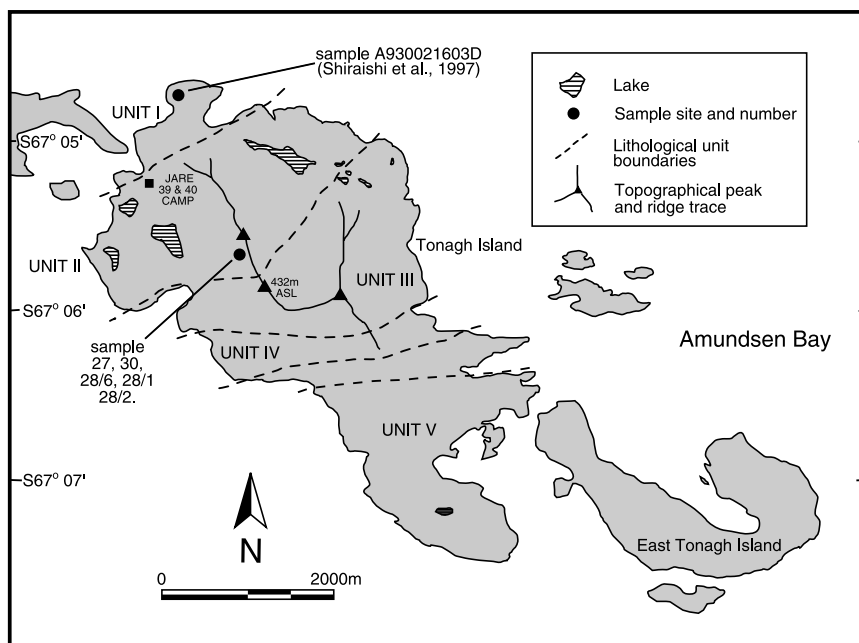 sample A930021603D
(Shiraishi et al., 1997)
UNIT I
S67° 05'
JARE
39 & 40
CAMP
Lake
Sample site and number
Lithological unit
boundaries
Topographical peak
and ridge trace
Tonagh Island
UNIT II
432m
ASL
UNIT III
S67° 06'
sample
27, 30,
28/6, 28/1
28/2.
UNIT IV
Amundsen Bay
UNIT V
S67° 07'
N
East Tonagh Island
0
2000m